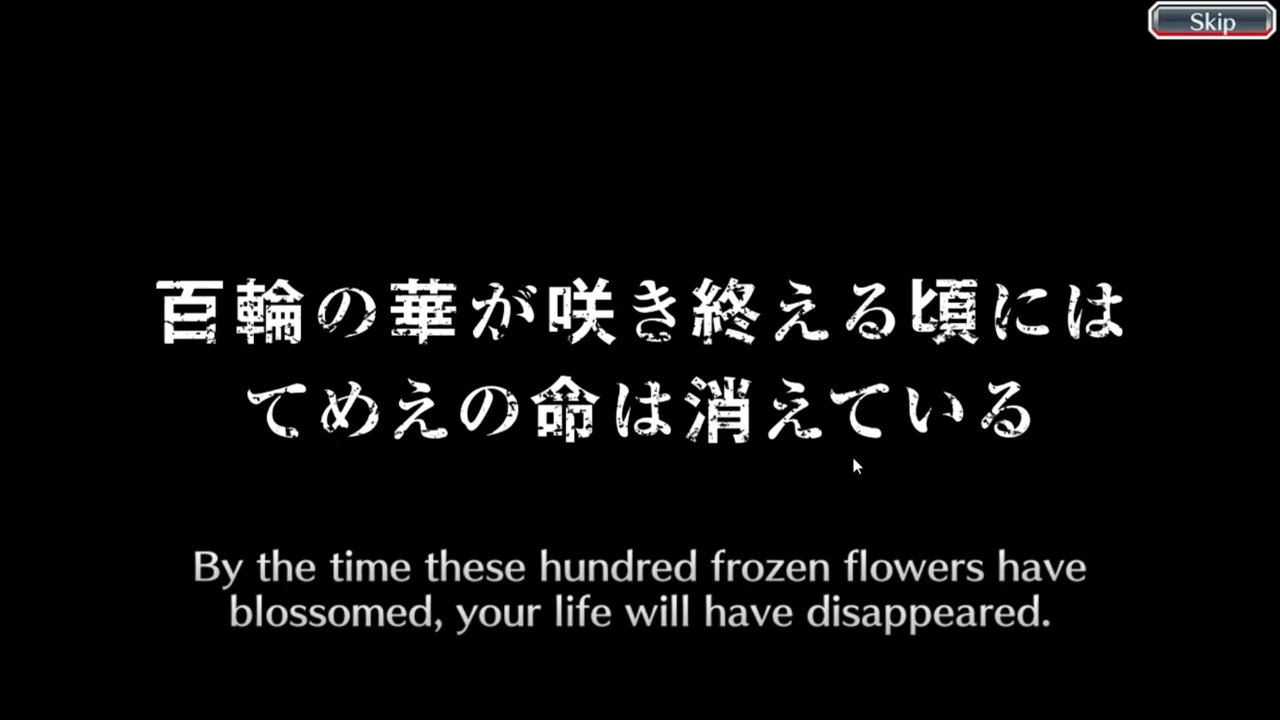 Skip
百輪の華が咲き終える頃には
てめえの命は消えている
By the time these hundred frozen flowers have
blossomed, your life will have disappeared.